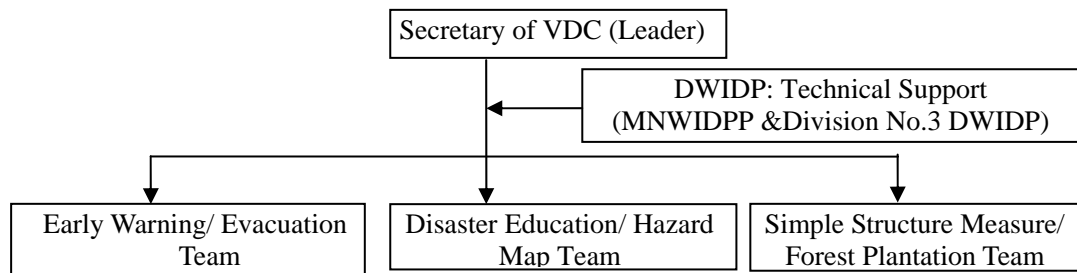 Secretary of VDC (Leader)
DWIDP: Technical Support
(MNWIDPP &Division No.3 DWIDP)
Early Warning/ Evacuation
Team
Disaster Education/ Hazard
Map Team
Simple Structure Measure/
Forest Plantation Team